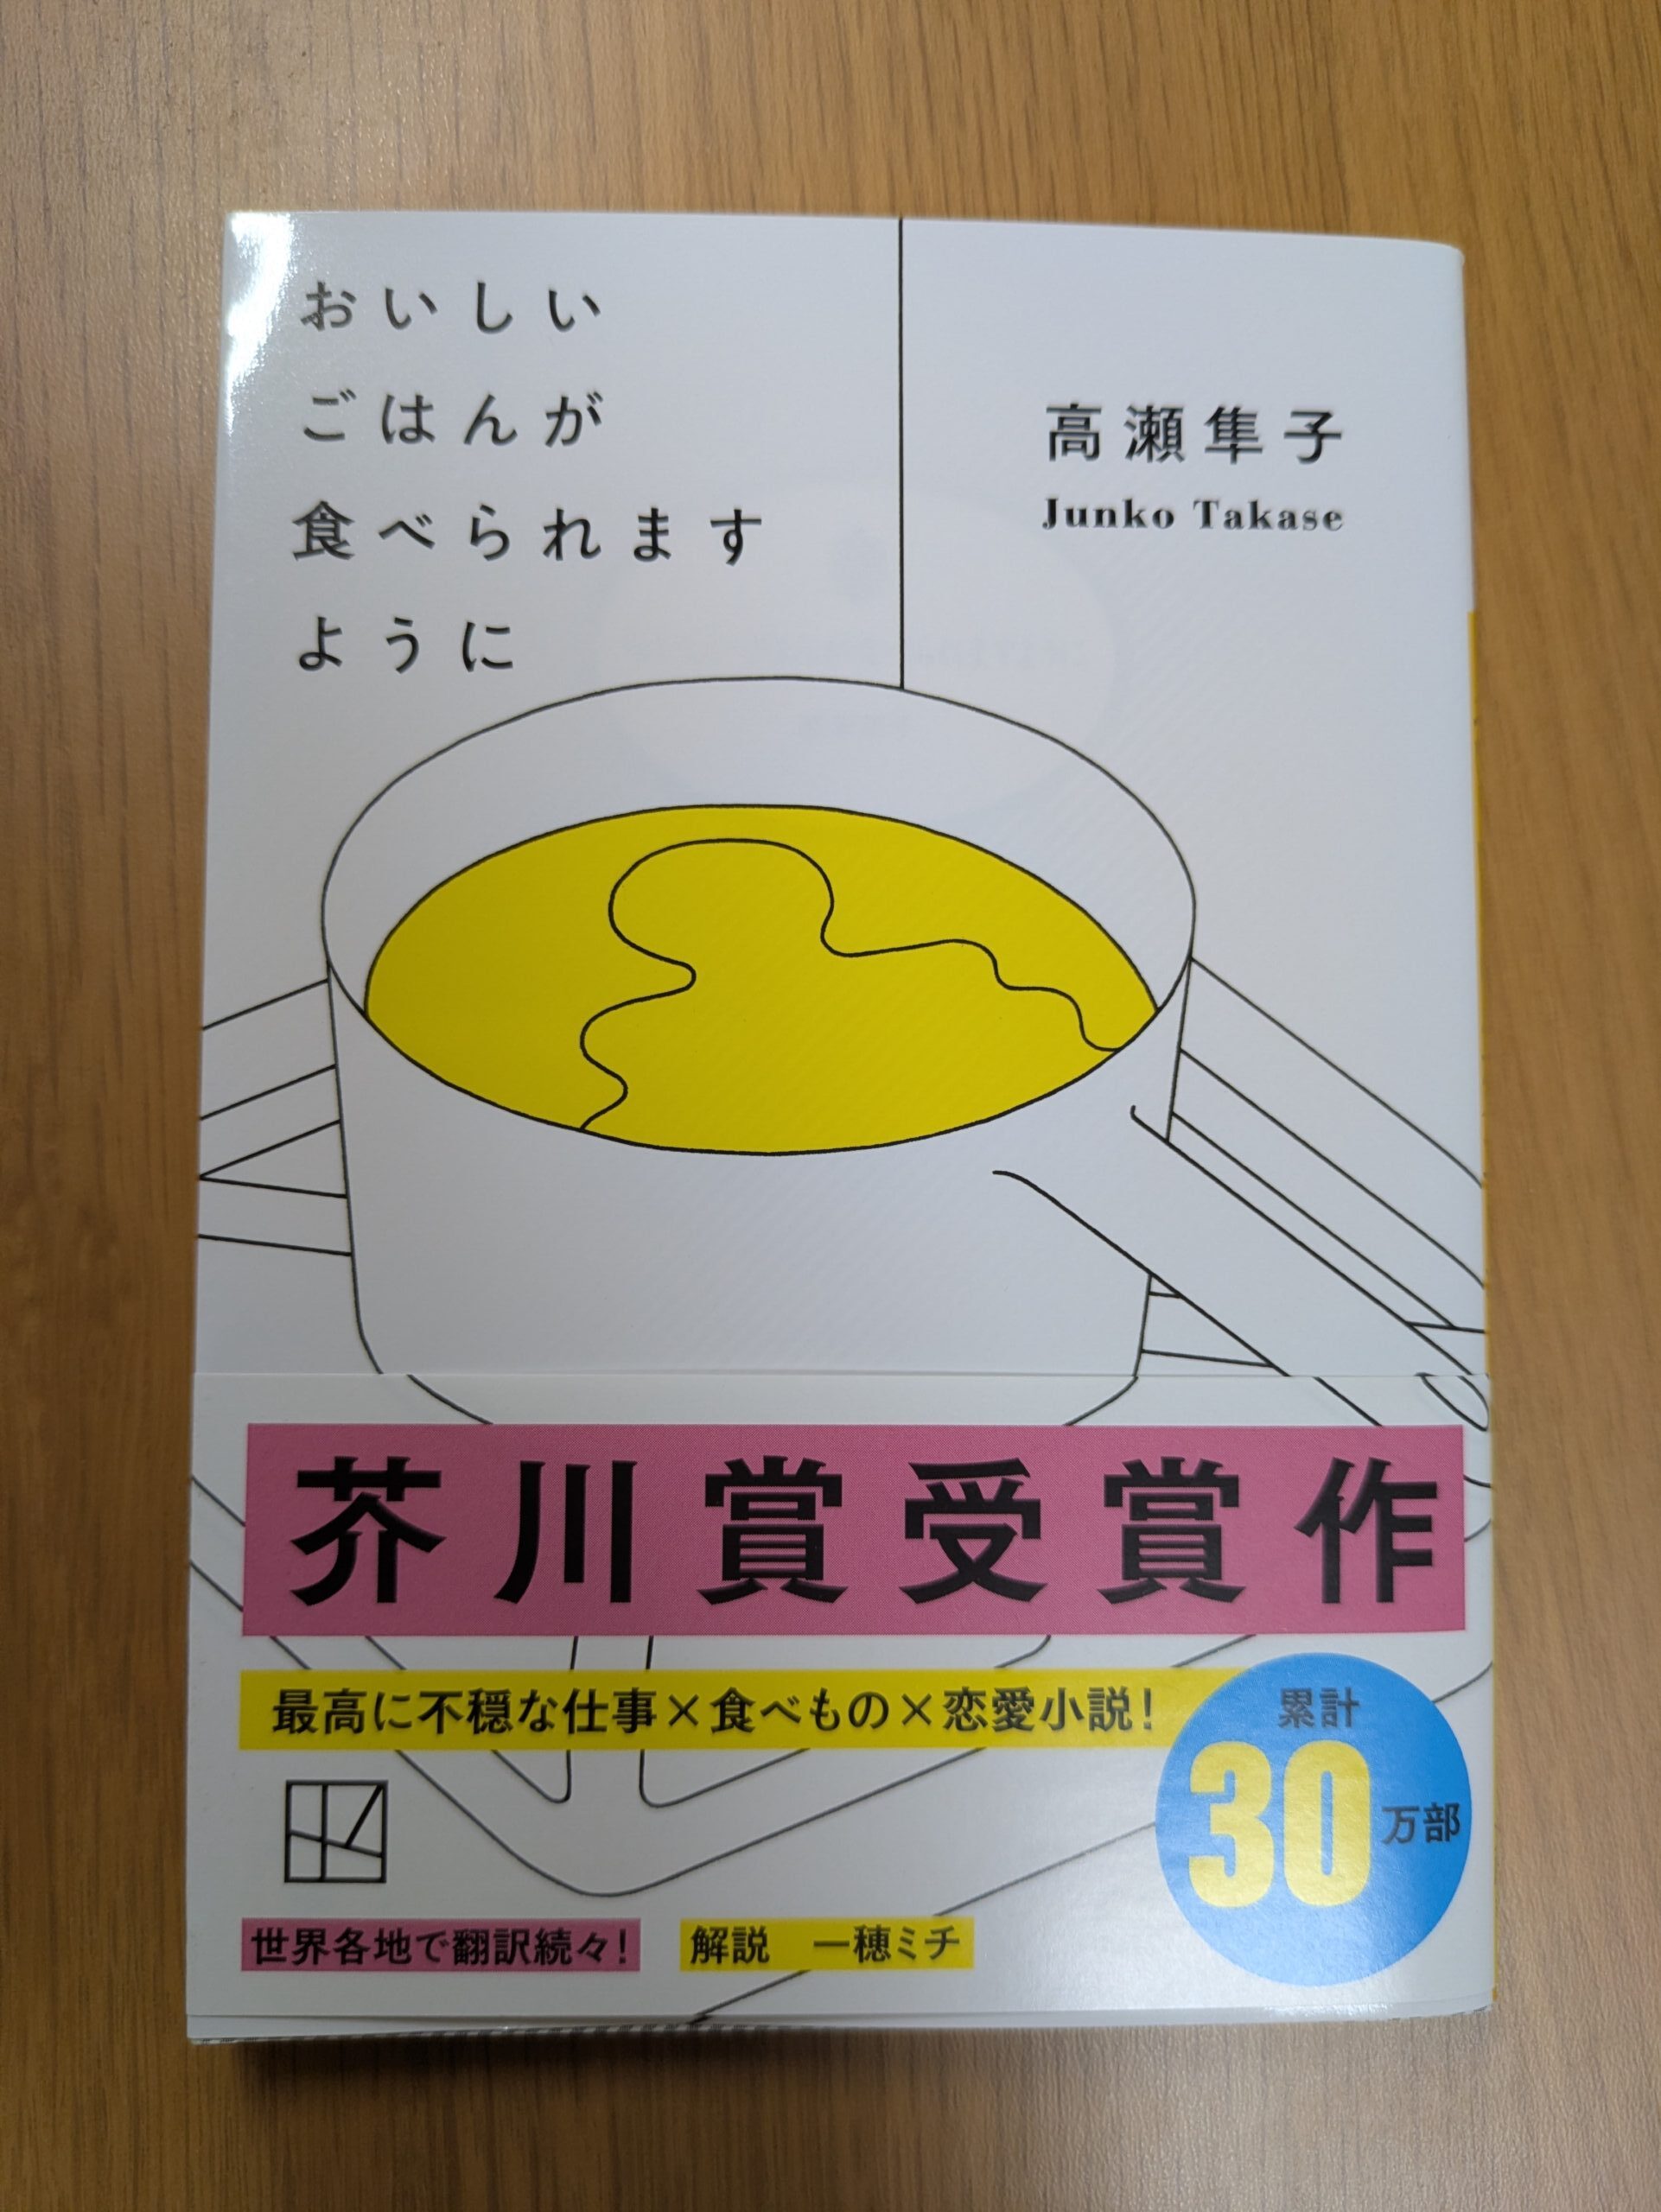 おいしい
ごはんが
食べられます
ように
高瀬隼子
Junko Takase
芥川賞受賞作
最高に不穏な仕事×食べもの×恋愛小説!
累計
30万部
世界各地で翻訳続々!
解説 一穂ミチ